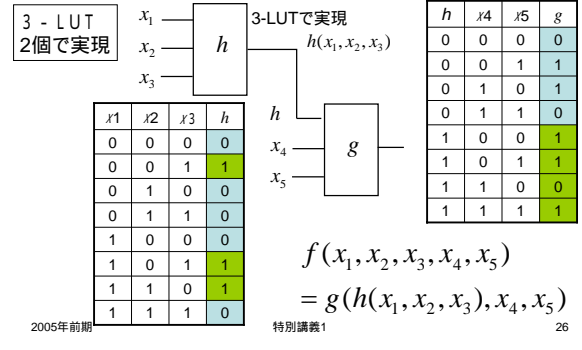 3-LUT
2個で実現
x₁
x₂
x₃
h
3-LUTで実現
h(x₁, x₂, x₃)
h
x₄
x₅
g
x1 x2 x3 h
0 0 0 0
0 0 1 1
0 1 0 0
0 1 1 0
1 0 0 0
1 0 1 1
1 1 0 1
1 1 1 0
h x4 x5 g
0 0 0 0
0 0 1 1
0 1 0 1
0 1 1 0
1 0 0 1
1 0 1 1
1 1 0 0
1 1 1 1
f(x₁, x₂, x₃, x₄, x₅)
= g(h(x₁, x₂, x₃), x₄, x₅)
2005年前期
特別講義1
26